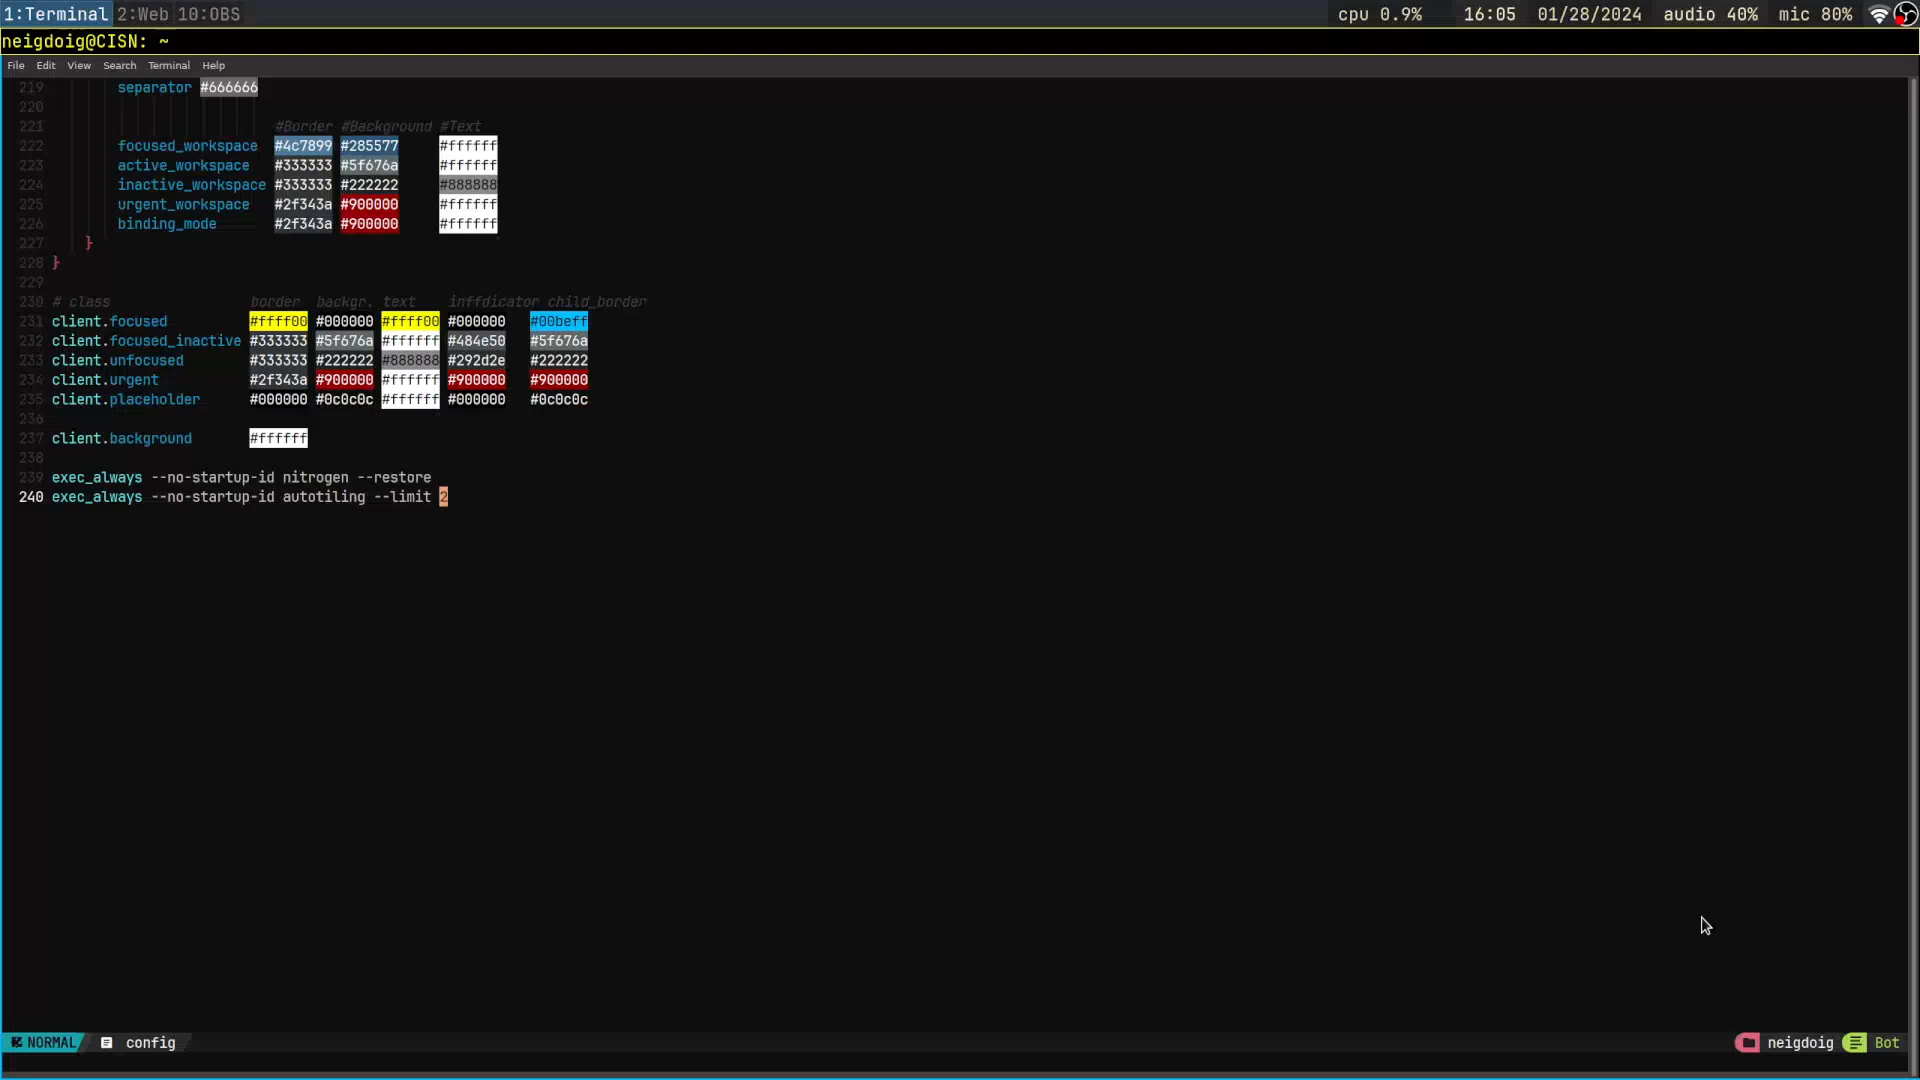 1:Terminal 2:Web 10:OBS cpu 0.9% 16:05 01/28/2024 audio 40% mic 80%
neigdoig@CISN: ~
File Edit View Search Terminal Help
219 separator #666666
220
221 #Border #Background #Text
222 focused_workspace #4c7899 #285577 #ffffff
223 active_workspace #333333 #5f676a #ffffff
224 inactive_workspace #333333 #222222 #888888
225 urgent_workspace #2f343a #900000 #ffffff
226 binding_mode #2f343a #900000 #ffffff
227 }
228 }
229
230 # class border backgr. text inffdicator child_border
231 client.focused #ffff00 #000000 #ffff00 #000000 #00beff
232 client.focused_inactive #333333 #5f676a #ffffff #484e50 #5f676a
233 client.unfocused #333333 #222222 #888888 #292d2e #222222
234 client.urgent #2f343a #900000 #ffffff #900000 #900000
235 client.placeholder #000000 #0c0c0c #ffffff #000000 #0c0c0c
236
237 client.background #ffffff
238
239 exec_always --no-startup-id nitrogen --restore
240 exec_always --no-startup-id autotiling --limit 2
NORMAL config neigdoig Bot